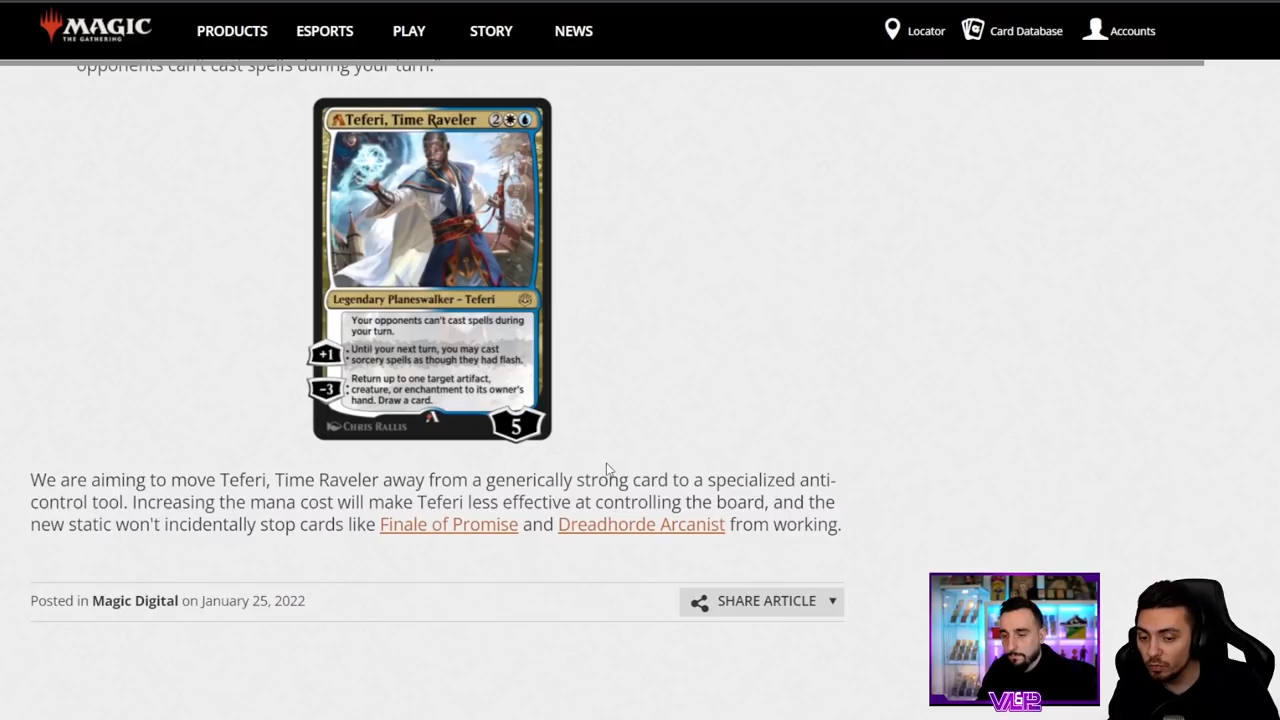 MAGIC
THE GATHERING
PRODUCTS ESPORTS PLAY STORY NEWS
Locator Card Database Accounts
opponents can't cast spells during your turn."
Teferi, Time Raveler 2
Legendary Planeswalker – Teferi
Your opponents can't cast spells during
your turn.
+1: Until your next turn, you may cast
sorcery spells as though they had flash.
-3: Return up to one target artifact,
creature, or enchantment to its owner's
hand. Draw a card.
CHRIS RALLIS
5
We are aiming to move Teferi, Time Raveler away from a generically strong card to a specialized anti-
control tool. Increasing the mana cost will make Teferi less effective at controlling the board, and the
new static won't incidentally stop cards like Finale of Promise and Dreadhorde Arcanist from working.
Posted in Magic Digital on January 25, 2022
SHARE ARTICLE